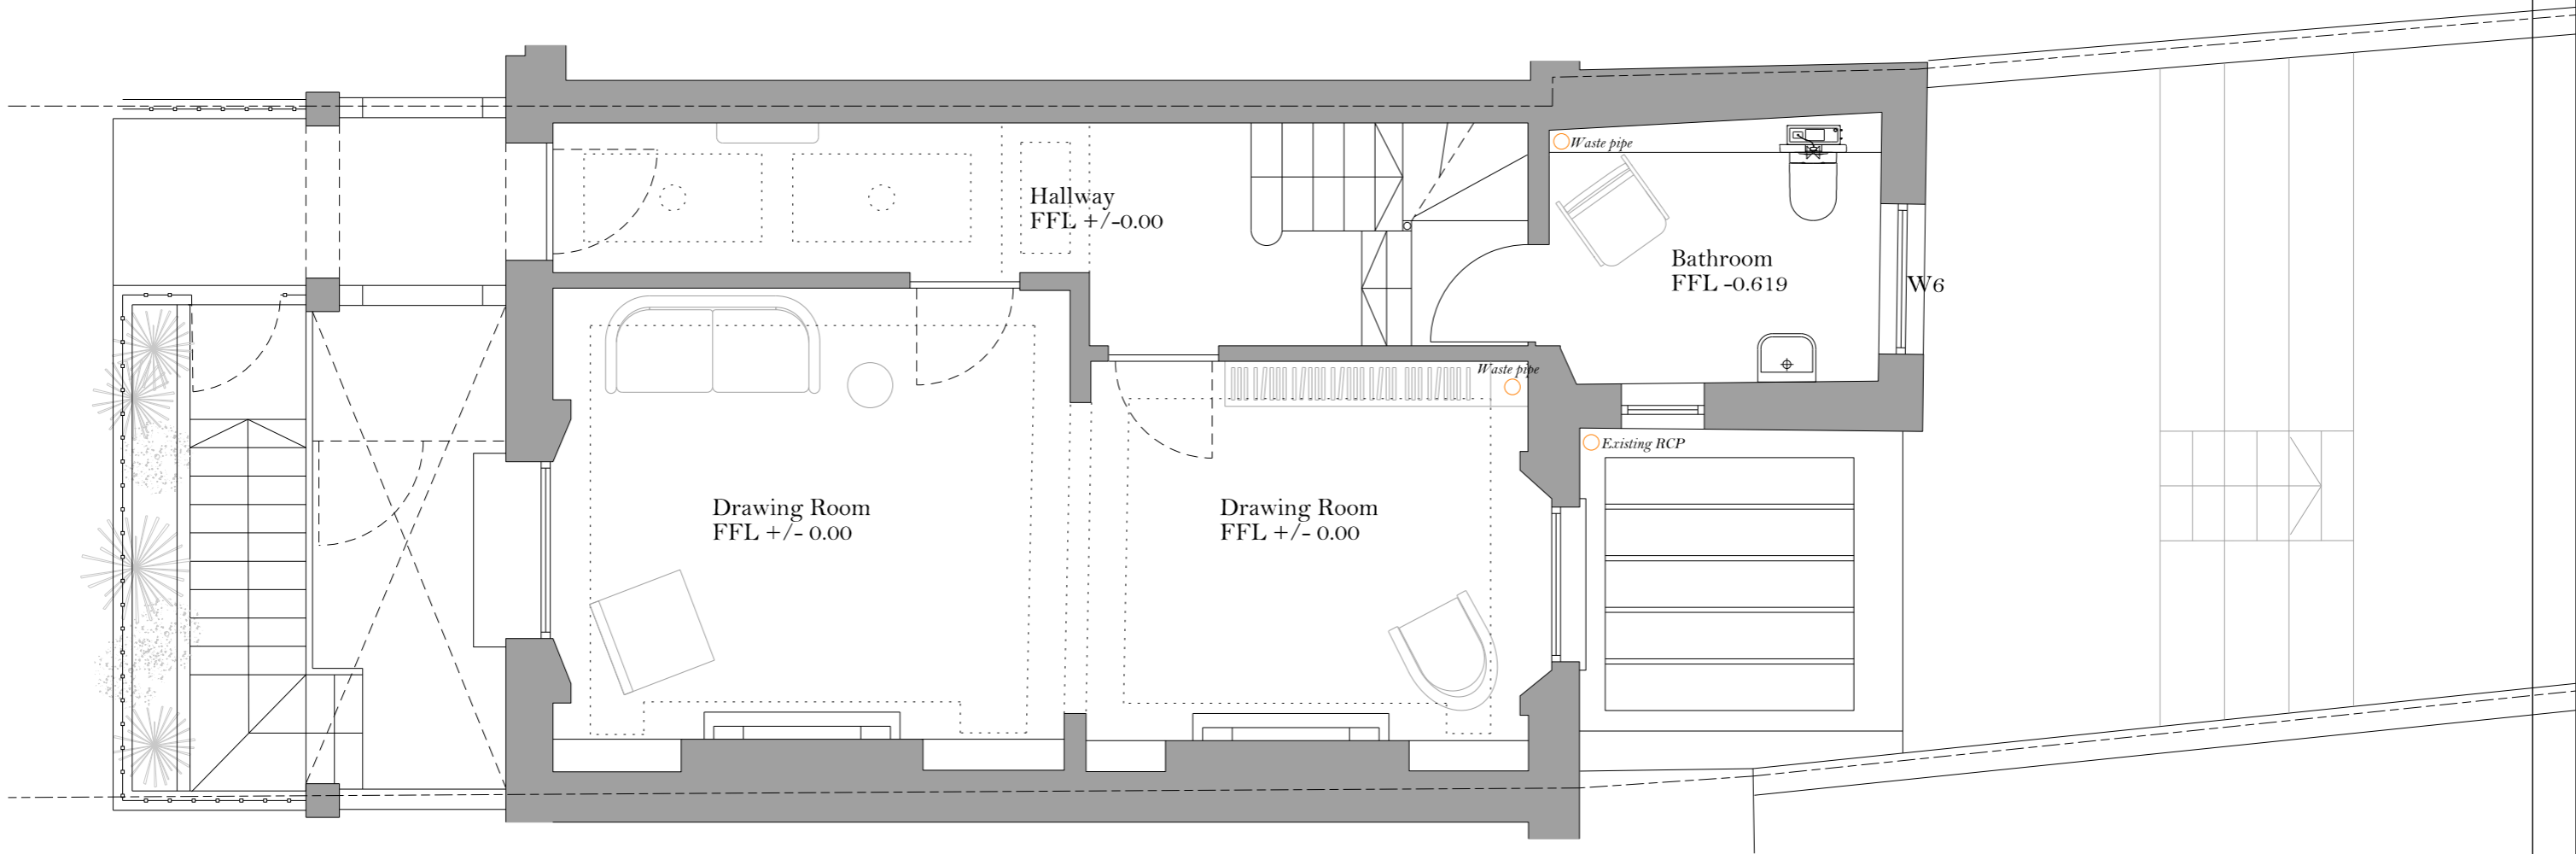 Waste pipe
Hallway
FFL +/-0.00
Bathroom
FFL -0.619
W6
Waste pipe
Existing RCP
Drawing Room
FFL +/- 0.00
Drawing Room
FFL +/- 0.00